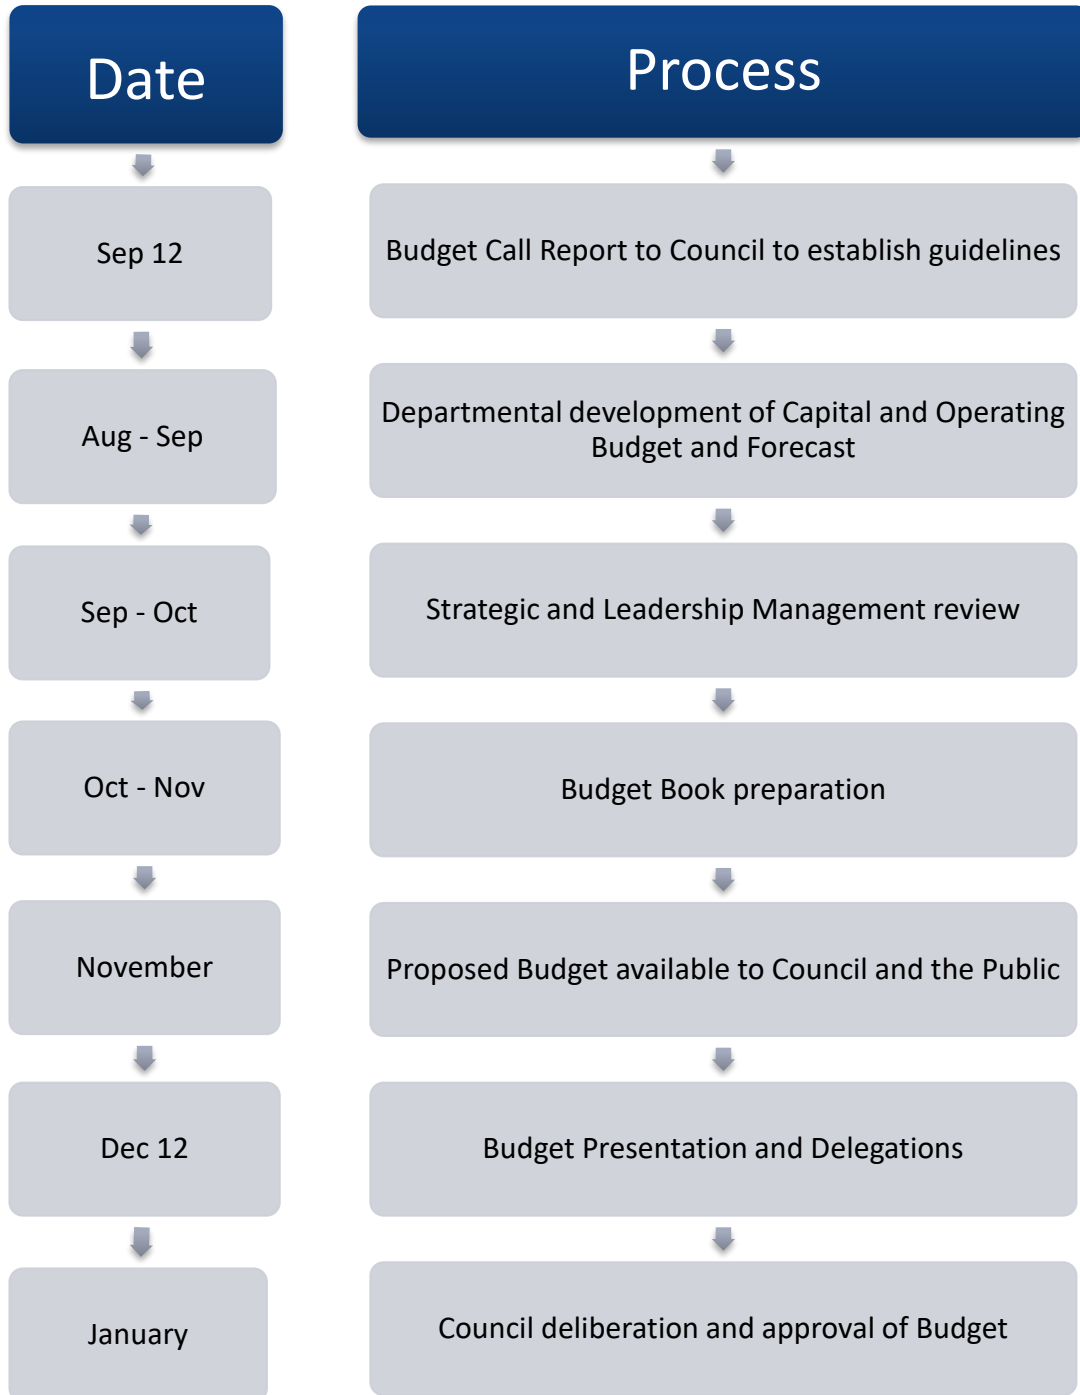 Date
Process
Sep 12
Budget Call Report to Council to establish guidelines
Aug - Sep
Departmental development of Capital and Operating
Budget and Forecast
Sep - Oct
Strategic and Leadership Management review
Oct - Nov
Budget Book preparation
November
Proposed Budget available to Council and the Public
Dec 12
Budget Presentation and Delegations
January
Council deliberation and approval of Budget